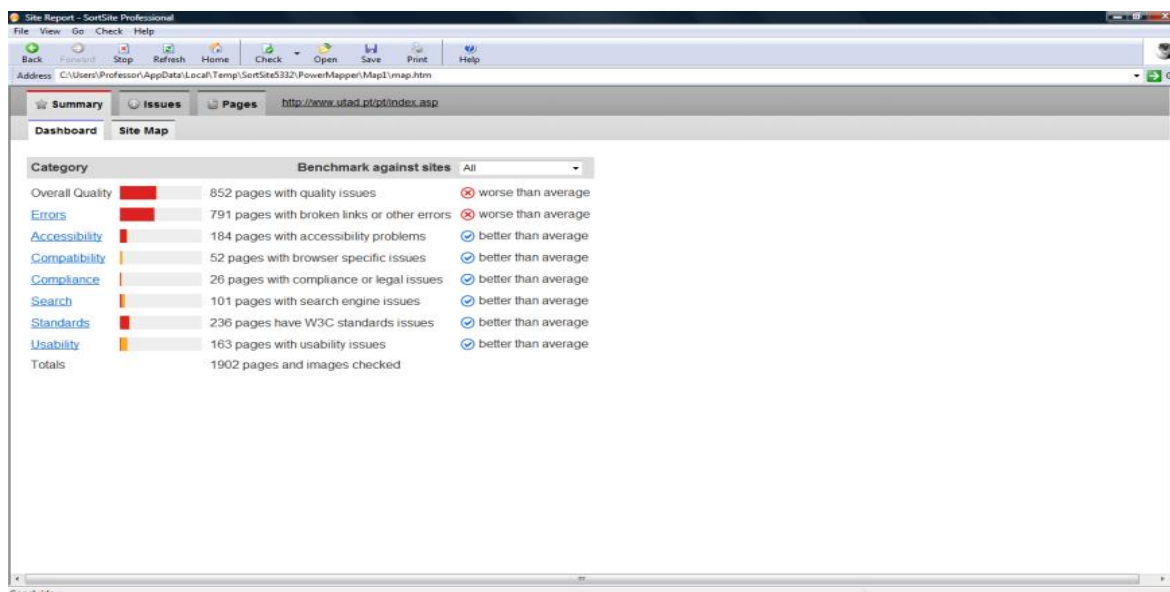 Site Report - SortSite Professional
File View Go Check Help
Back Forward Stop Refresh Home Check Open Save Print Help
Address C:\Users\Professor\AppData\Local\Temp\SortSite5332\PowerMapper\Map1\map.htm
Summary Issues Pages http://www.utad.pt/pt/index.asp
Dashboard Site Map
Category Benchmark against sites All
Overall Quality 852 pages with quality issues worse than average
Errors 791 pages with broken links or other errors worse than average
Accessibility 184 pages with accessibility problems better than average
Compatibility 52 pages with browser specific issues better than average
Compliance 26 pages with compliance or legal issues better than average
Search 101 pages with search engine issues better than average
Standards 236 pages have W3C standards issues better than average
Usability 163 pages with usability issues better than average
Totals 1902 pages and images checked